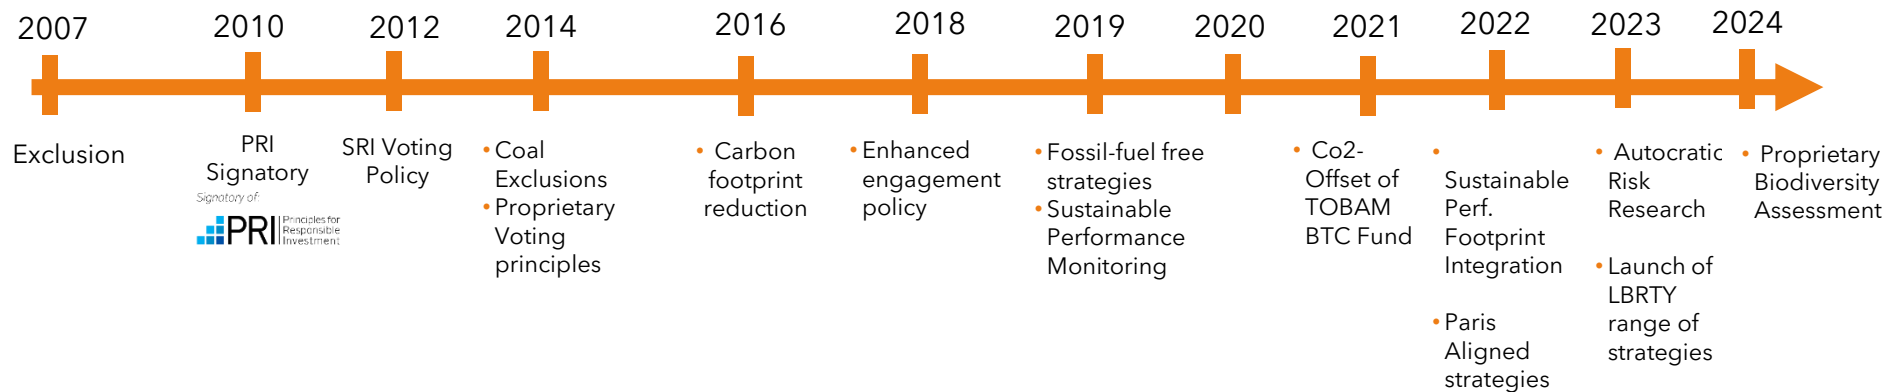 2007
2010
2012
2014
2016
2018
2019
2020
2021
2022
2023
2024
Exclusion
PRI
Signatory
Signatory of:
PRI
Principles for
Responsible
Investment
SRI Voting
Policy
• Coal
Exclusions
• Proprietary
Voting
principles
• Carbon
footprint
reduction
• Enhanced
engagement
policy
• Fossil-fuel free
strategies
• Sustainable
Performance
Monitoring
• Co2-
Offset of
TOBAM
BTC Fund
•
Sustainable
Perf.
Footprint
Integration
• Paris
Aligned
strategies
• Autocratic
Risk
Research
• Launch of
LBRTY
range of
strategies
• Proprietary
Biodiversity
Assessment